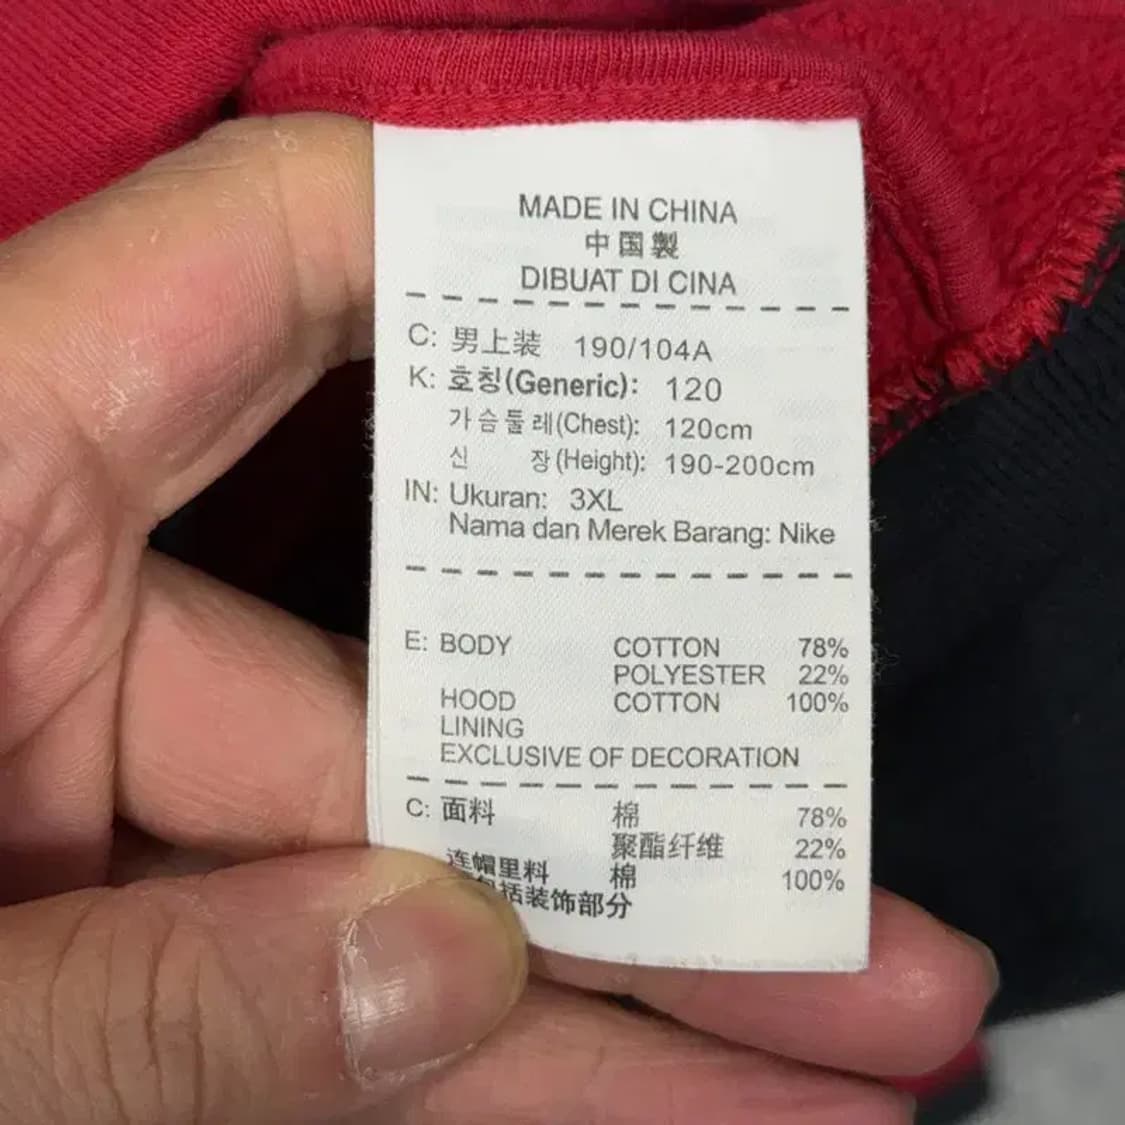 MADE IN CHINA
中国製
DIBUAT DI CINA
C: 男上装 190/104A
K: 호칭(Generic): 120
가슴둘레(Chest): 120cm
신 장(Height): 190-200cm
IN: Ukuran: 3XL
Nama dan Merek Barang: Nike
E: BODY COTTON 78%
POLYESTER 22%
HOOD COTTON 100%
LINING
EXCLUSIVE OF DECORATION
C: 面料 棉 78%
聚酯纤维 22%
连帽里料 棉 100%
括装饰部分